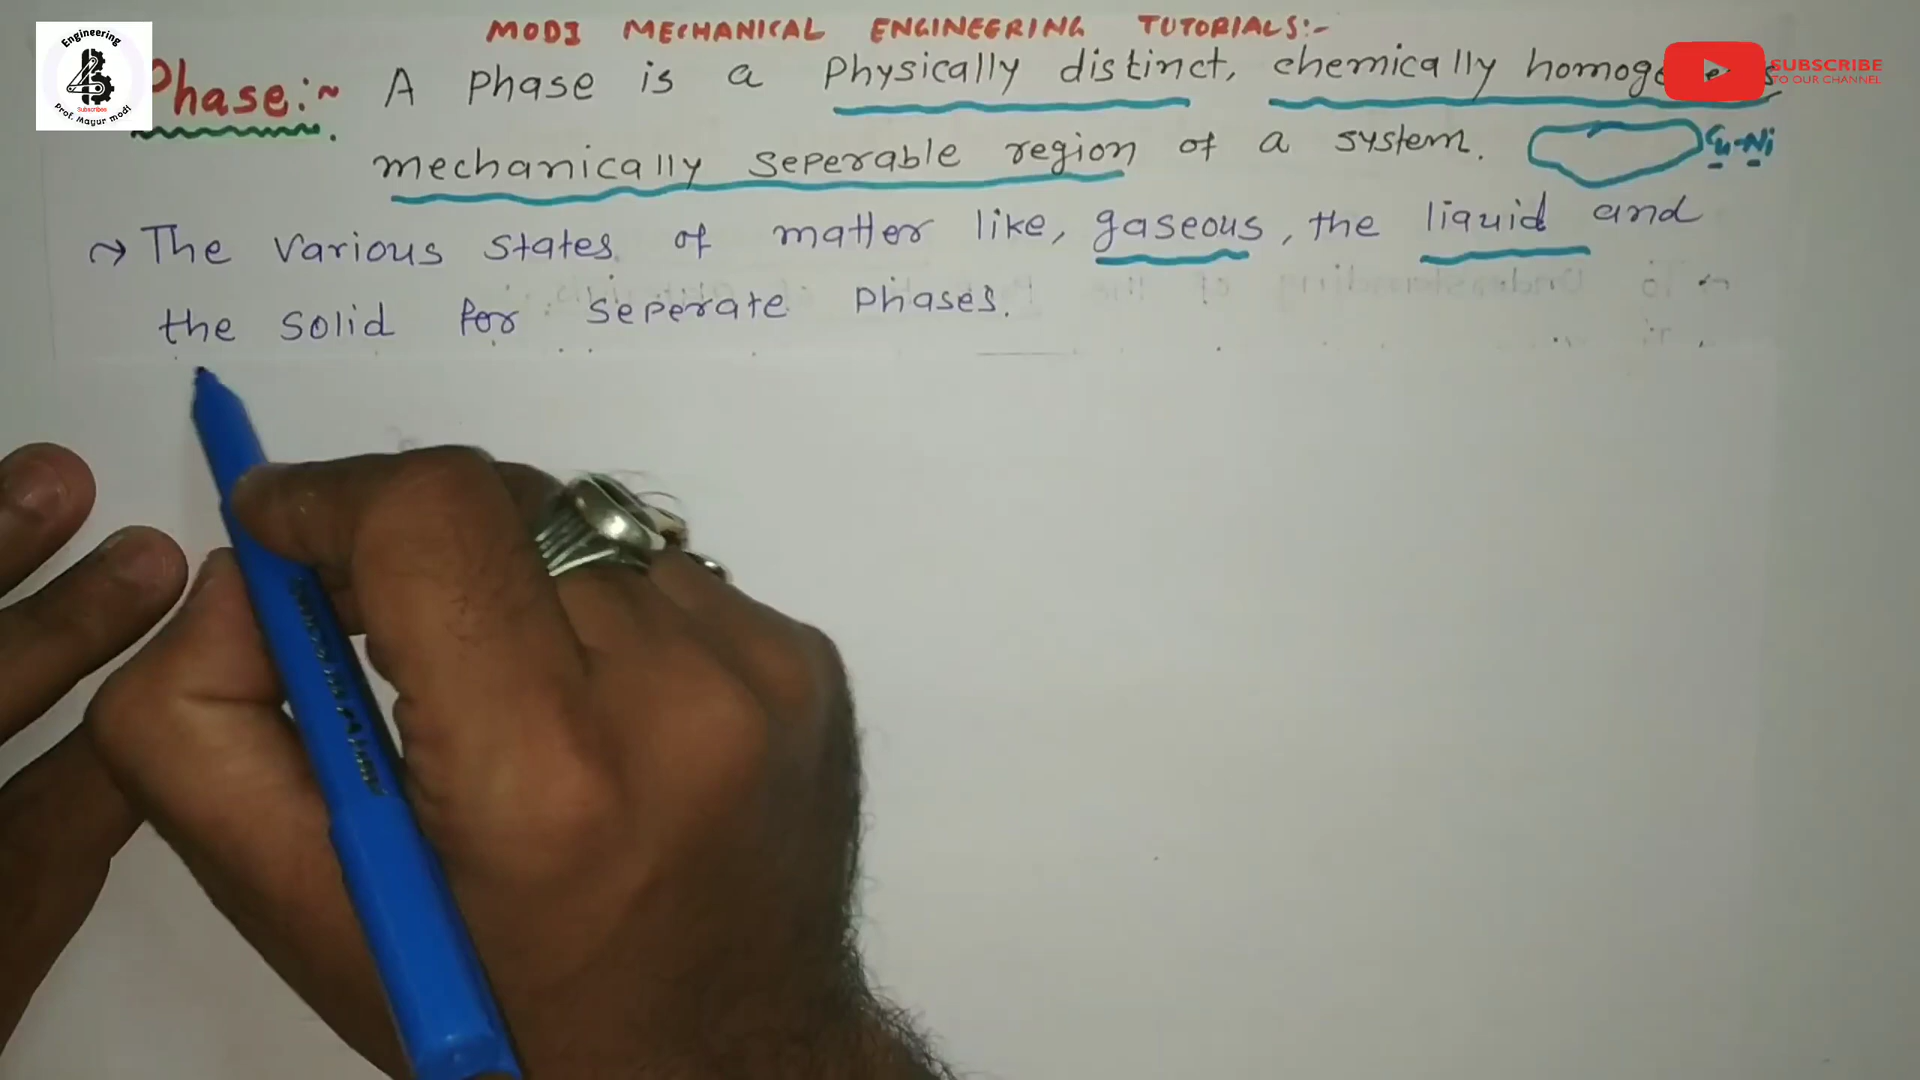 MODI MECHANICAL ENGINEERING TUTORIALS:-
Engineering
Subscribes
Prof. Mayur modi
Phase:~ A Phase is a Physically distinct, chemically
SUBSCRIBE
TO OUR CHANNEL
mechanically seperable region of a system. Cu-Ni
→ The various states of matter like, gaseous, the liquid and
the solid for seperate phases.